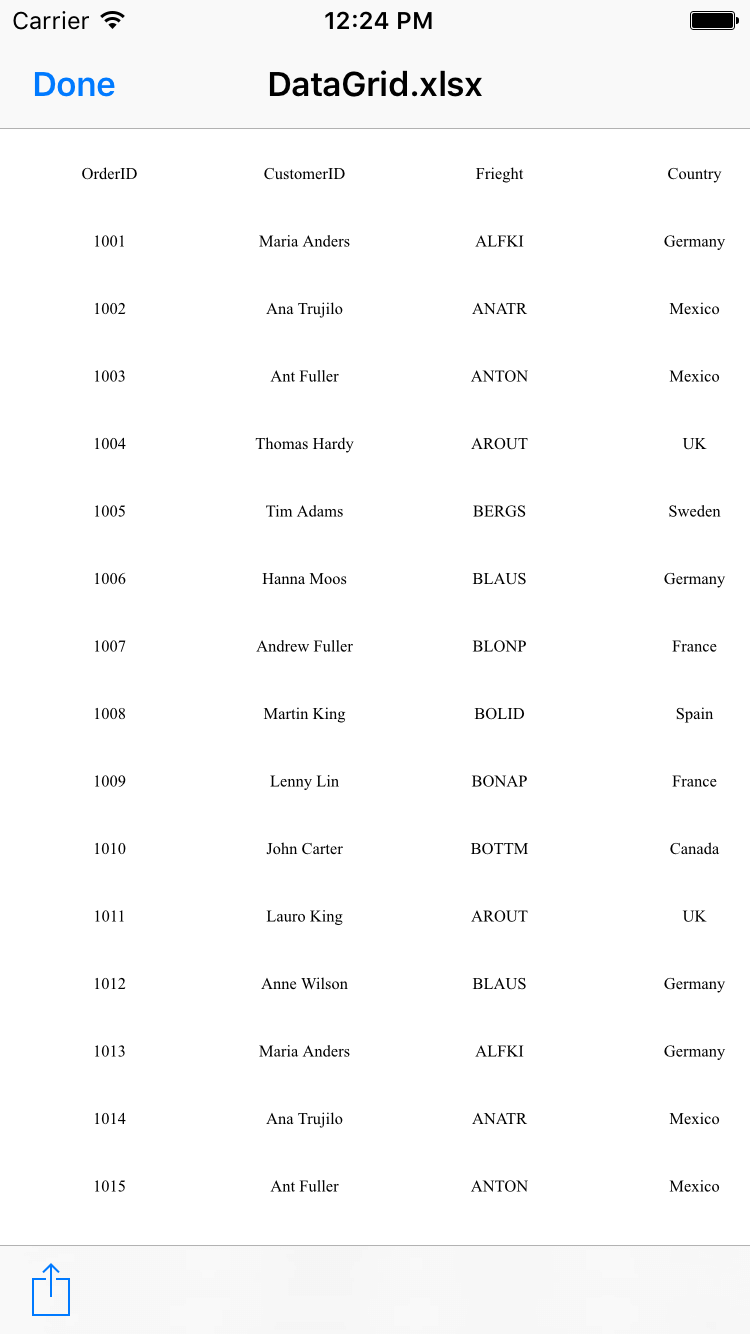 Carrier 12:24 PM
Done DataGrid.xlsx
OrderID CustomerID Frieght Country
1001 Maria Anders ALFKI Germany
1002 Ana Trujilo ANATR Mexico
1003 Ant Fuller ANTON Mexico
1004 Thomas Hardy AROUT UK
1005 Tim Adams BERGS Sweden
1006 Hanna Moos BLAUS Germany
1007 Andrew Fuller BLONP France
1008 Martin King BOLID Spain
1009 Lenny Lin BONAP France
1010 John Carter BOTTM Canada
1011 Lauro King AROUT UK
1012 Anne Wilson BLAUS Germany
1013 Maria Anders ALFKI Germany
1014 Ana Trujilo ANATR Mexico
1015 Ant Fuller ANTON Mexico